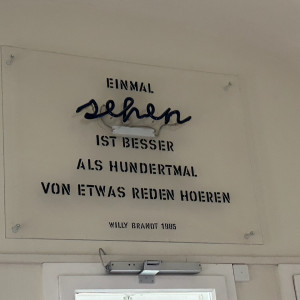 EINMAL
sehen
IST BESSER
ALS HUNDERTMAL
VON ETWAS REDEN HOEREN
WILLY BRANDT 1985